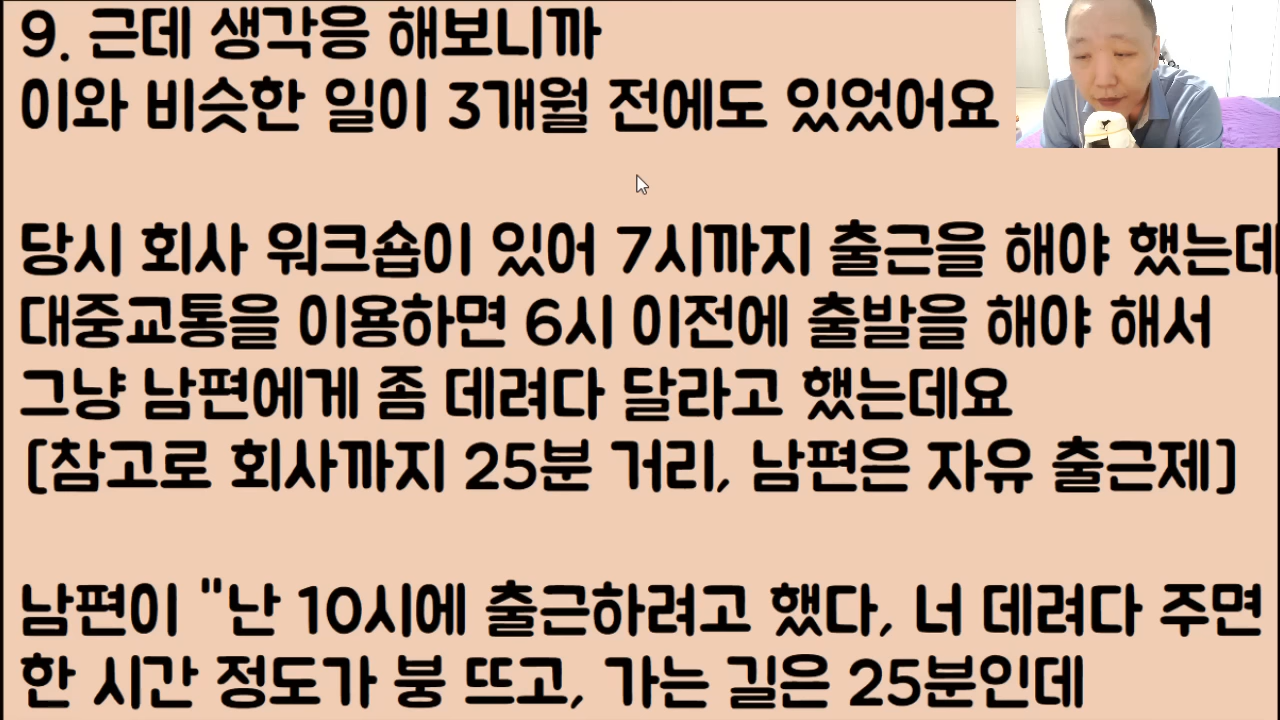 9. 근데 생각응 해보니까
이와 비슷한 일이 3개월 전에도 있었어요
당시 회사 워크숍이 있어 7시까지 출근을 해야 했는데
대중교통을 이용하면 6시 이전에 출발을 해야 해서
그냥 남편에게 좀 데려다 달라고 했는데요
[참고로 회사까지 25분 거리, 남편은 자유 출근제]
남편이 "난 10시에 출근하려고 했다, 너 데려다 주면
한 시간 정도가 붕 뜨고, 가는 길은 25분인데